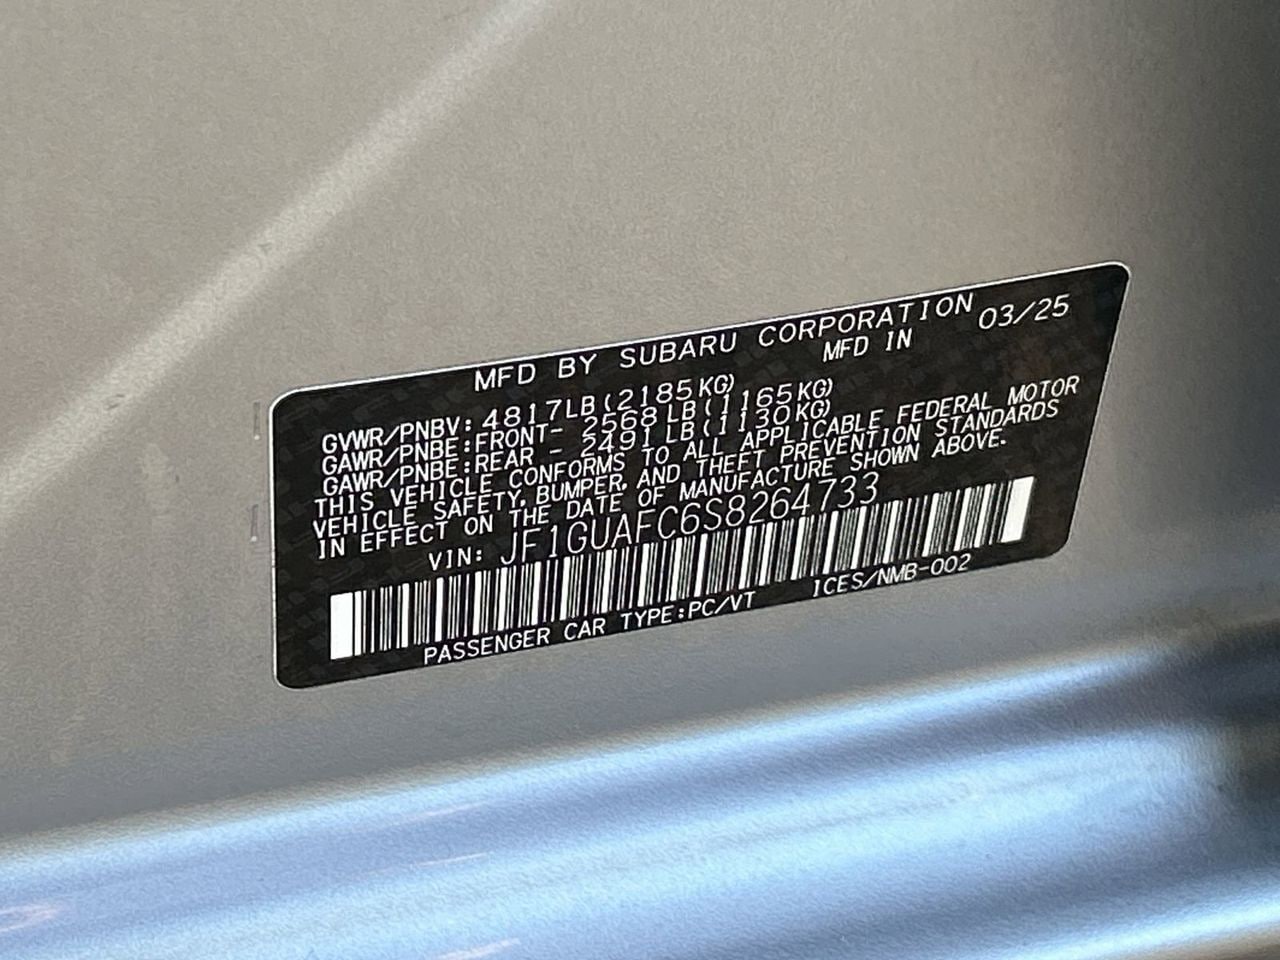 MFD BY SUBARU CORPORATION 03/25
MFD IN
GVWR/PNBV: 4817LB(2185KG)
GAWR/PNBE:FRONT- 2568LB(1165KG)
GAWR/PNBE:REAR - 2491LB(1130KG)
THIS VEHICLE CONFORMS TO ALL APPLICABLE FEDERAL MOTOR
VEHICLE SAFETY, BUMPER, AND THEFT PREVENTION STANDARDS
IN EFFECT ON THE DATE OF MANUFACTURE SHOWN ABOVE.
VIN: JF1GUAFC6S8264733
PASSENGER CAR TYPE:PC/VT ICES/NMB-002